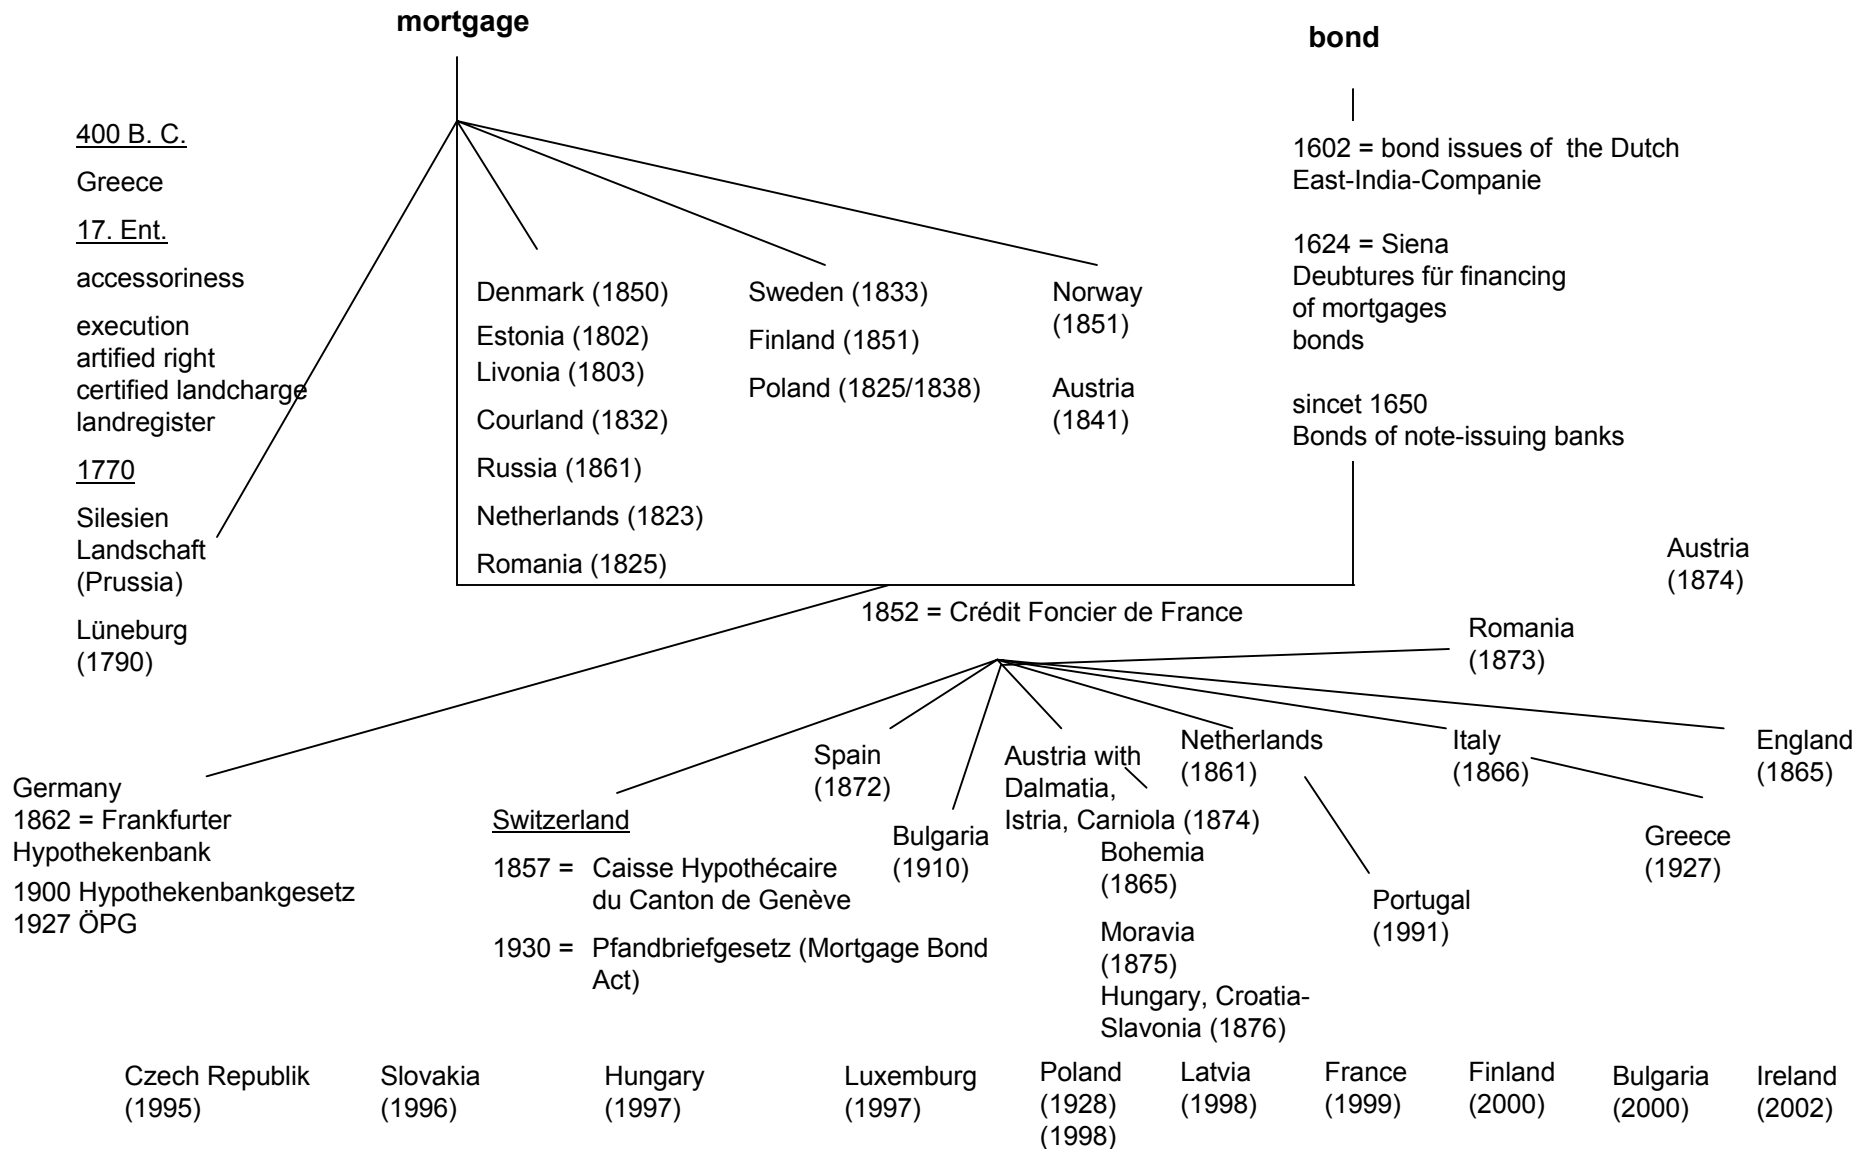 mortgage
bond
400 B. C.
Greece
17. Ent.
accessoriness
execution
artified right
certified landcharge
landregister
1770
Silesien
Landschaft
(Prussia)
Lüneburg
(1790)
Denmark (1850)
Estonia (1802)
Livonia (1803)
Courland (1832)
Russia (1861)
Netherlands (1823)
Romania (1825)
Sweden (1833)
Finland (1851)
Poland (1825/1838)
Norway
(1851)
Austria
(1841)
1602 = bond issues of the Dutch
East-India-Companie
1624 = Siena
Deubtures für financing
of mortgages
bonds
sincet 1650
Bonds of note-issuing banks
Austria
(1874)
1852 = Crédit Foncier de France
Romania
(1873)
Germany
1862 = Frankfurter
Hypothekenbank
1900 Hypothekenbankgesetz
1927 ÖPG
Switzerland
1857 = Caisse Hypothécaire
du Canton de Genève
1930 = Pfandbriefgesetz (Mortgage Bond
Act)
Spain
(1872)
Bulgaria
(1910)
Austria with
Dalmatia,
Istria, Carniola (1874)
Bohemia
(1865)
Moravia
(1875)
Hungary, Croatia-
Slavonia (1876)
Netherlands
(1861)
Portugal
(1991)
Italy
(1866)
Greece
(1927)
England
(1865)
Czech Republik
(1995)
Slovakia
(1996)
Hungary
(1997)
Luxemburg
(1997)
Poland
(1928)
(1998)
Latvia
(1998)
France
(1999)
Finland
(2000)
Bulgaria
(2000)
Ireland
(2002)